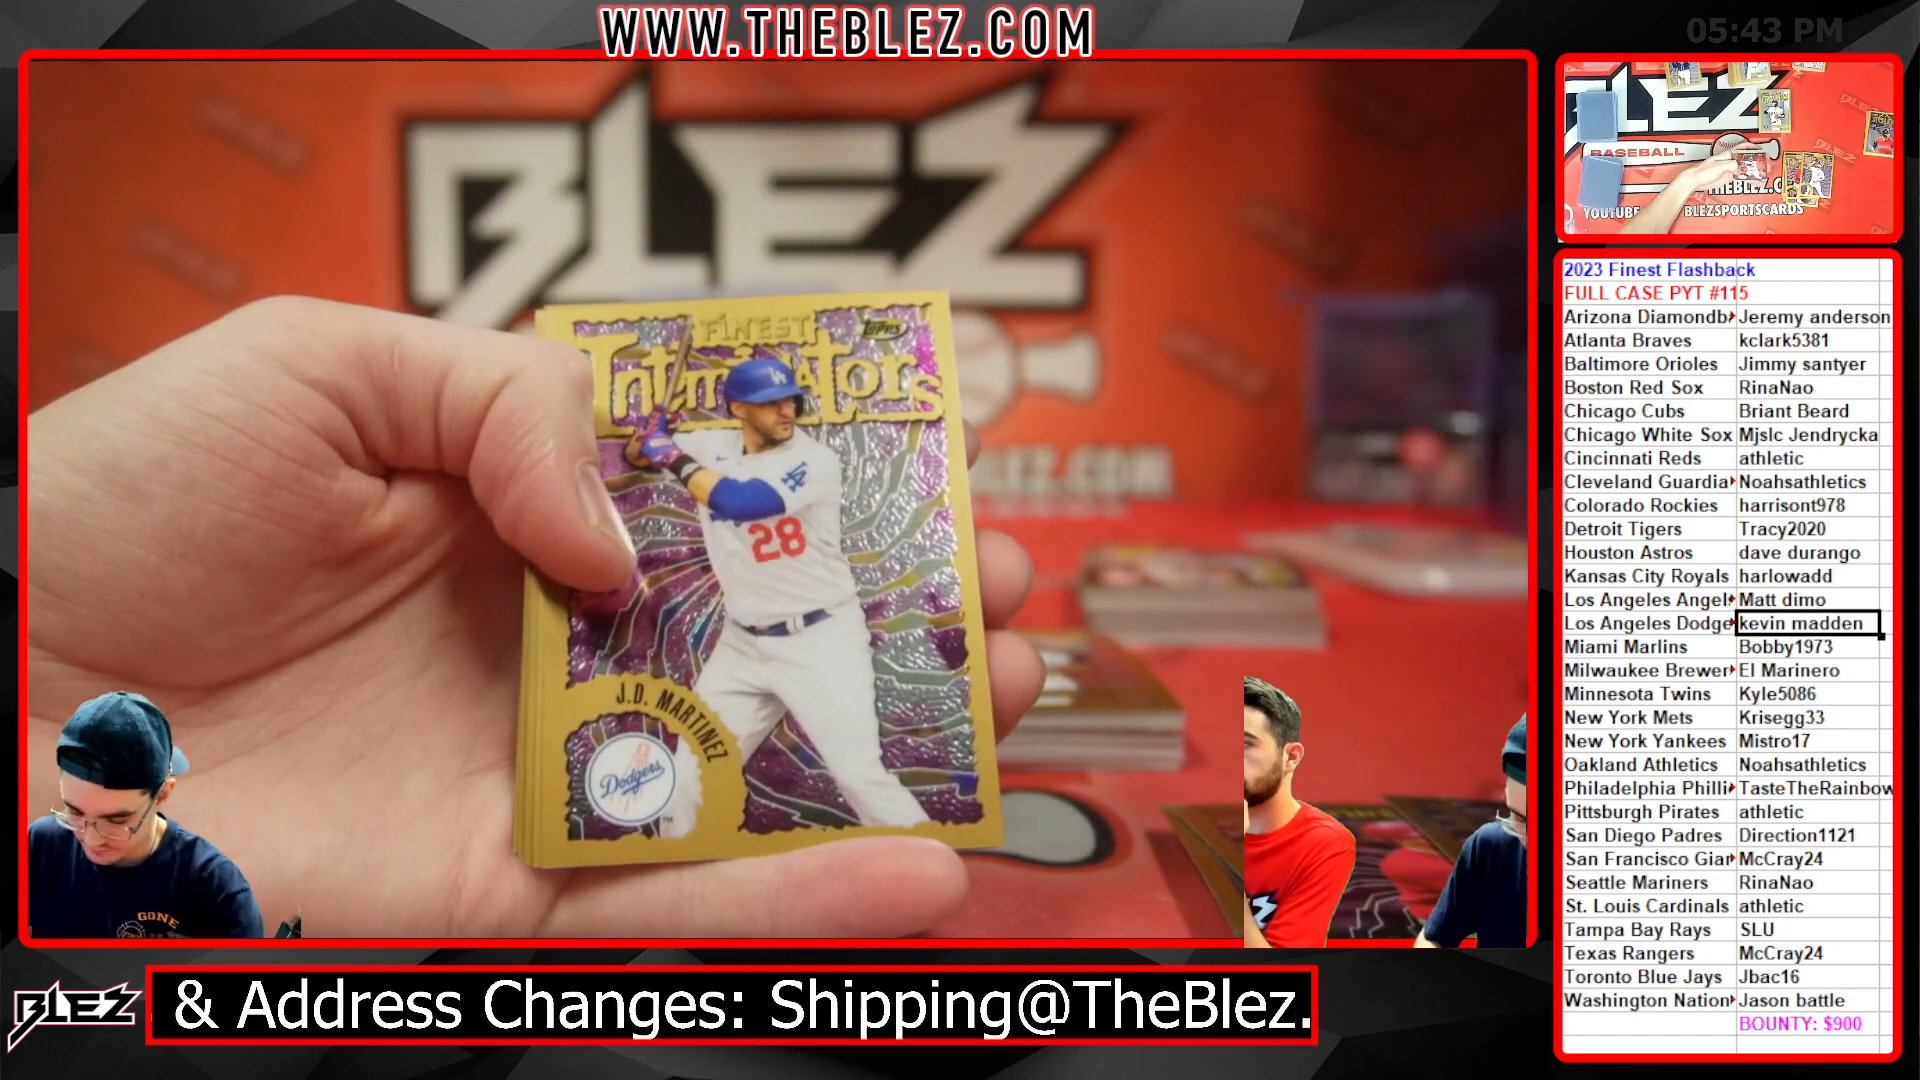 WWW.THEBLEZ.COM
05:43 PM
BLEZ
FINEST
Topps
28
J.D. MARTINEZ
Dodgers
GONE
BLEZ
BASEBALL
YOUTUBE
BLEZSPORTSCARDS
2023 Finest Flashback
FULL CASE PYT #115
Arizona Diamondb Jeremy anderson
Atlanta Braves kclark5381
Baltimore Orioles Jimmy santyer
Boston Red Sox RinaNao
Chicago Cubs Briant Beard
Chicago White Sox Mjslc Jendrycka
Cincinnati Reds athletic
Cleveland Guardia Noahsathletics
Colorado Rockies harrisont978
Detroit Tigers Tracy2020
Houston Astros dave durango
Kansas City Royals harlowadd
Los Angeles Angel Matt dimo
Los Angeles Dodge kevin madden
Miami Marlins Bobby1973
Milwaukee Brewer El Marinero
Minnesota Twins Kyle5086
New York Mets Krisegg33
New York Yankees Mistro17
Oakland Athletics Noahsathletics
Philadelphia Philli TasteTheRainbow
Pittsburgh Pirates athletic
San Diego Padres Direction1121
San Francisco Giar McCray24
Seattle Mariners RinaNao
St. Louis Cardinals athletic
Tampa Bay Rays SLU
Texas Rangers McCray24
Toronto Blue Jays Jbac16
Washington Nation Jason battle
BOUNTY: $900
BLEZ
& Address Changes: Shipping@TheBlez.